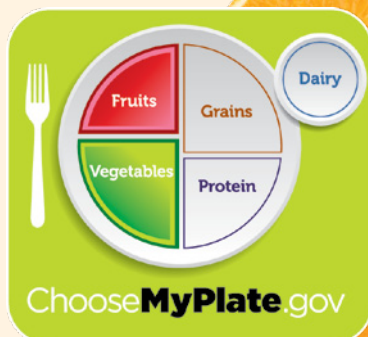 Fruits
Grains
Dairy
Vegetables
Protein
ChooseMyPlate.gov